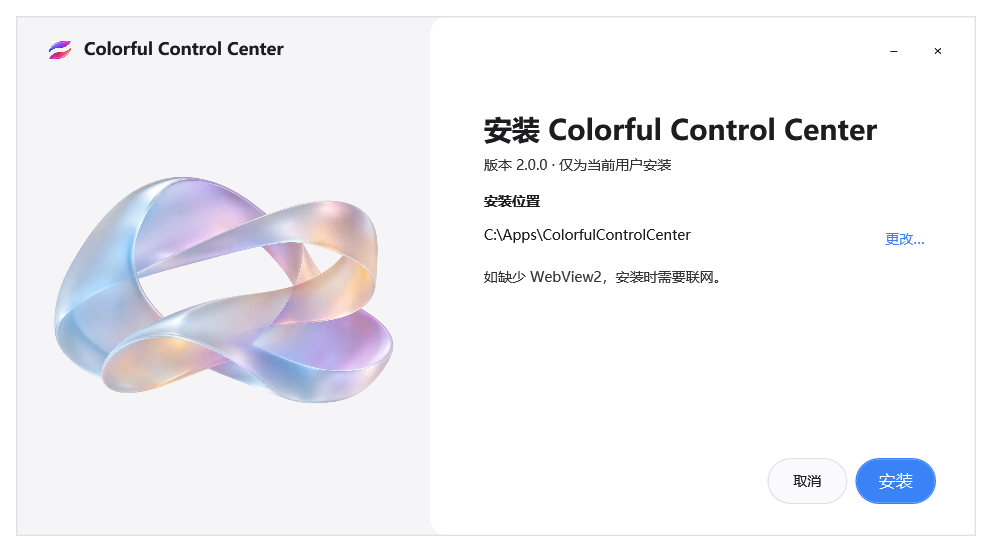 Colorful Control Center
安装 Colorful Control Center
版本 2.0.0 · 仅为当前用户安装
安装位置
C:\Apps\ColorfulControlCenter
更改...
如缺少 WebView2，安装时需要联网。
取消
安装